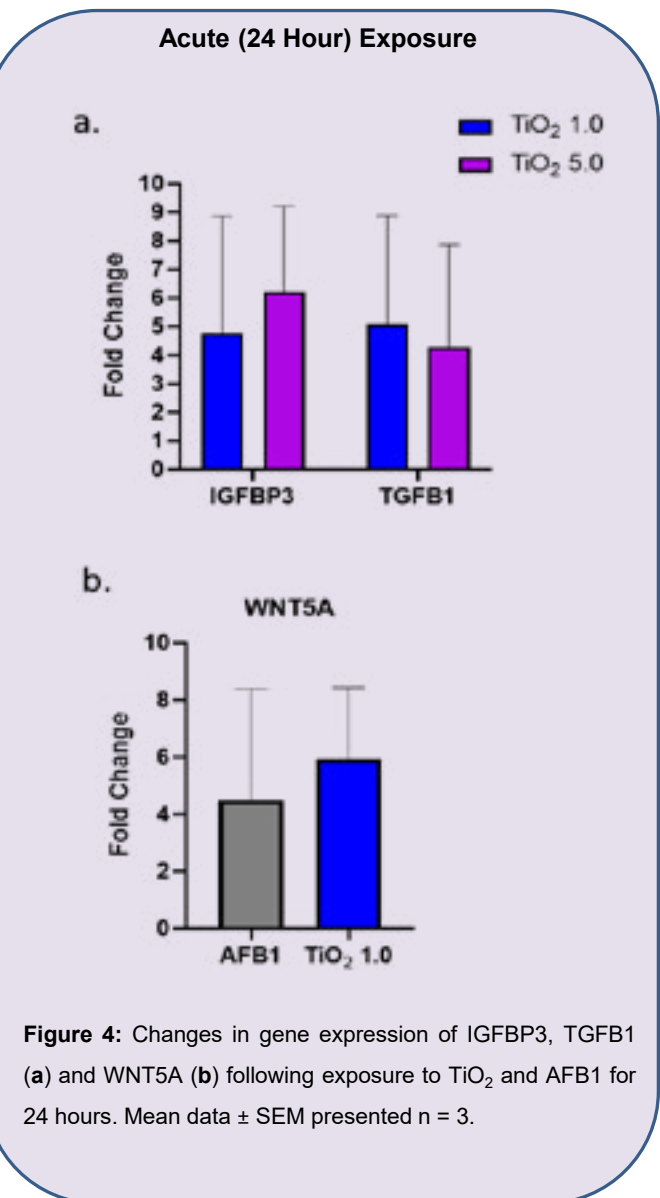 Acute (24 Hour) Exposure
a.
TiO₂ 1.0
TiO₂ 5.0
10
9
8
7
6
5
4
3
2
1
0
Fold Change
IGFBP3 TGFB1
b.
WNT5A
10
8
6
4
2
0
Fold Change
AFB1 TiO₂ 1.0
Figure 4: Changes in gene expression of IGFBP3, TGFB1
(a) and WNT5A (b) following exposure to TiO₂ and AFB1 for
24 hours. Mean data ± SEM presented n = 3.